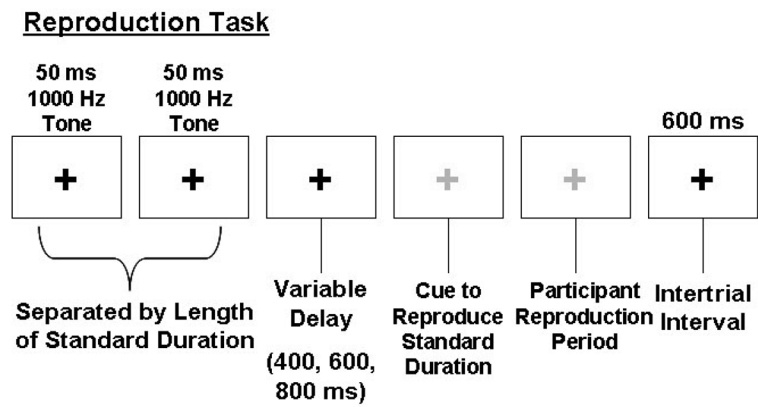 Reproduction Task
50 ms
1000 Hz
Tone
50 ms
1000 Hz
Tone
600 ms
Separated by Length
of Standard Duration
Variable
Delay
(400, 600,
800 ms)
Cue to
Reproduce
Standard
Duration
Participant
Reproduction
Period
Intertrial
Interval